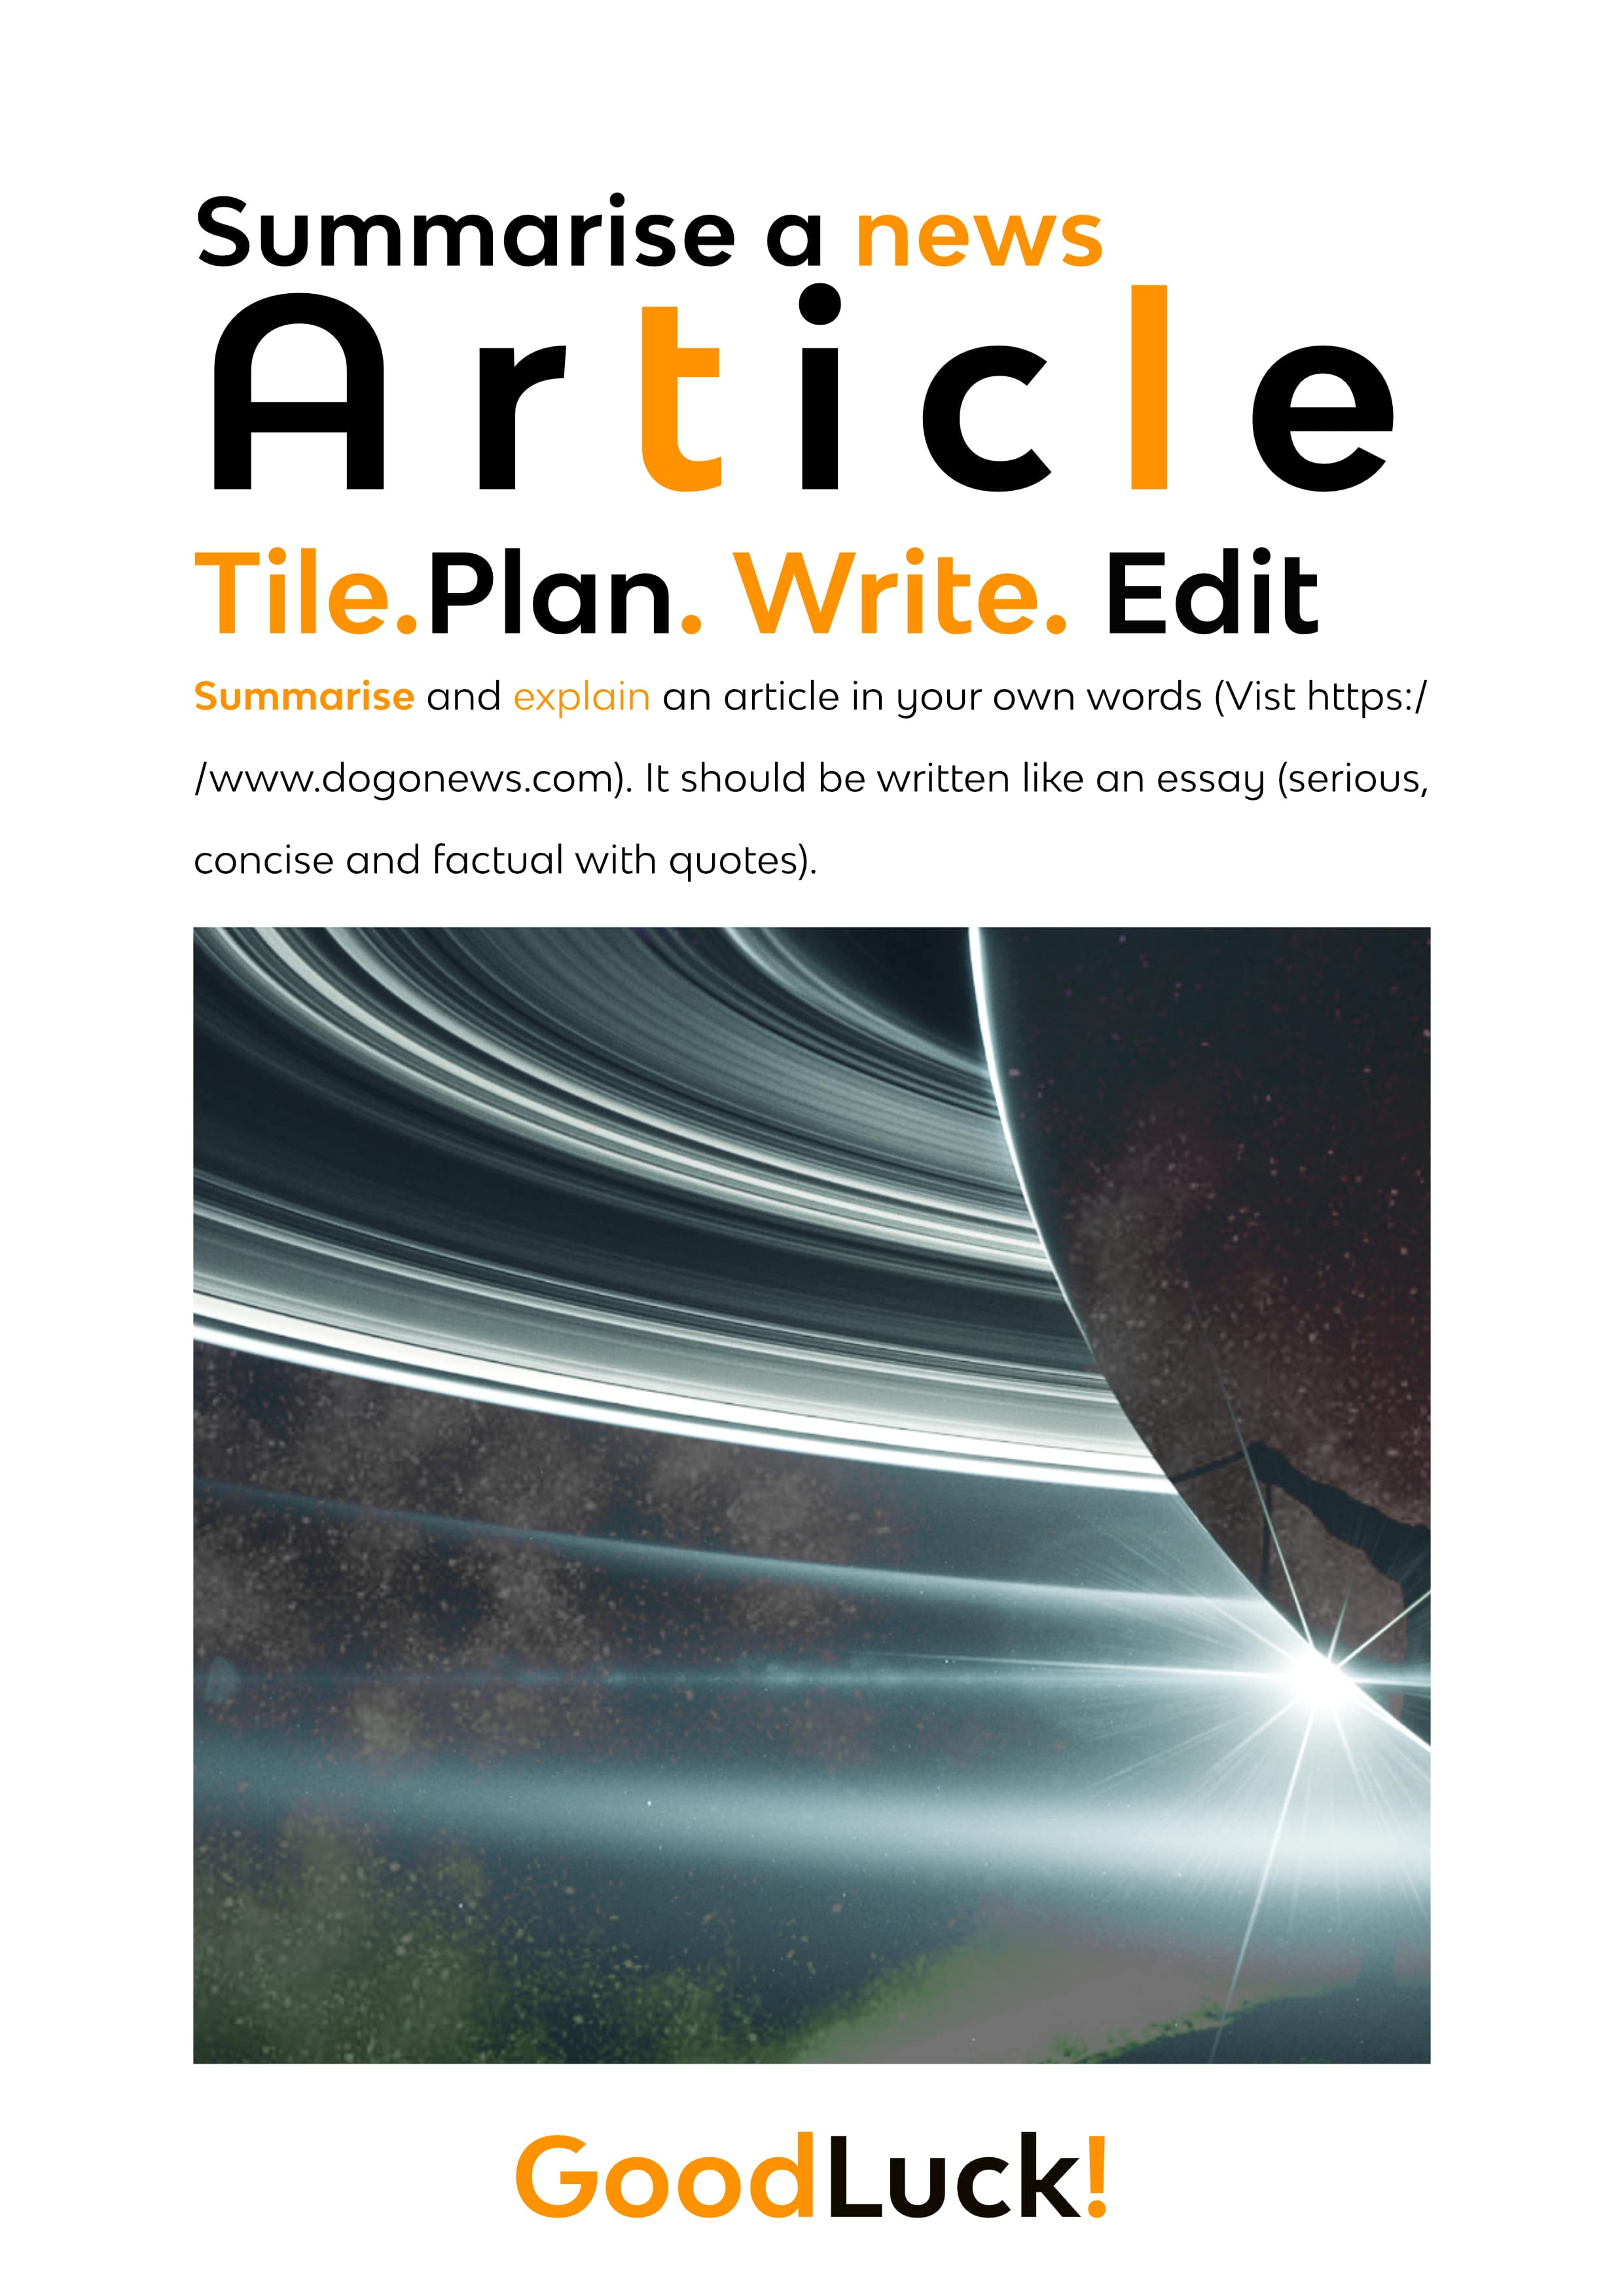 Summarise a news
Article
Tile.Plan. Write. Edit
Summarise and explain an article in your own words (Vist https:/
/www.dogonews.com). It should be written like an essay (serious,
concise and factual with quotes).
GoodLuck!